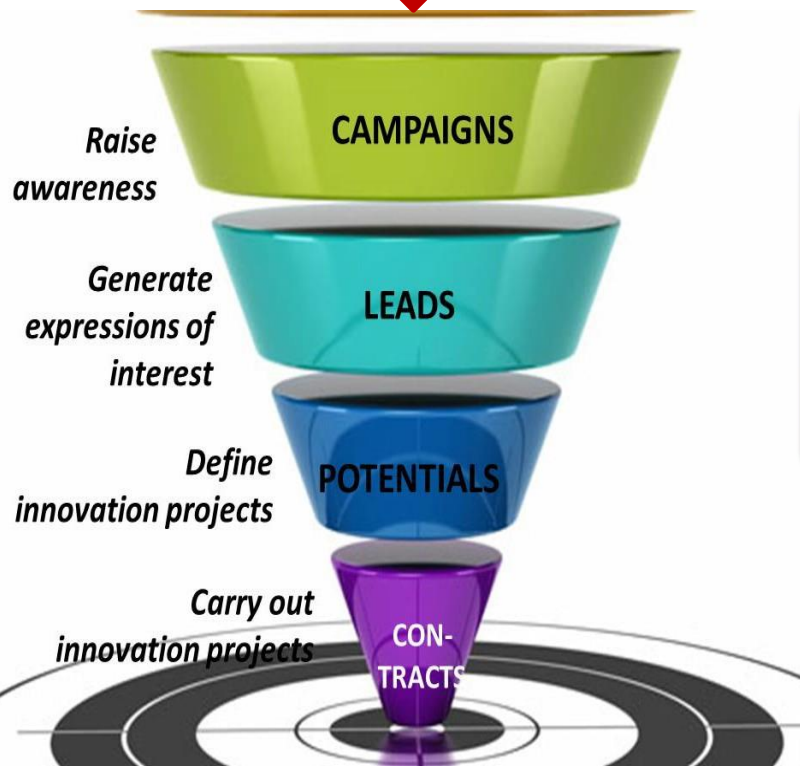 Raise
awareness
CAMPAIGNS
Generate
expressions of
interest
LEADS
Define
innovation projects
POTENTIALS
Carry out
innovation projects
CON-
TRACTS